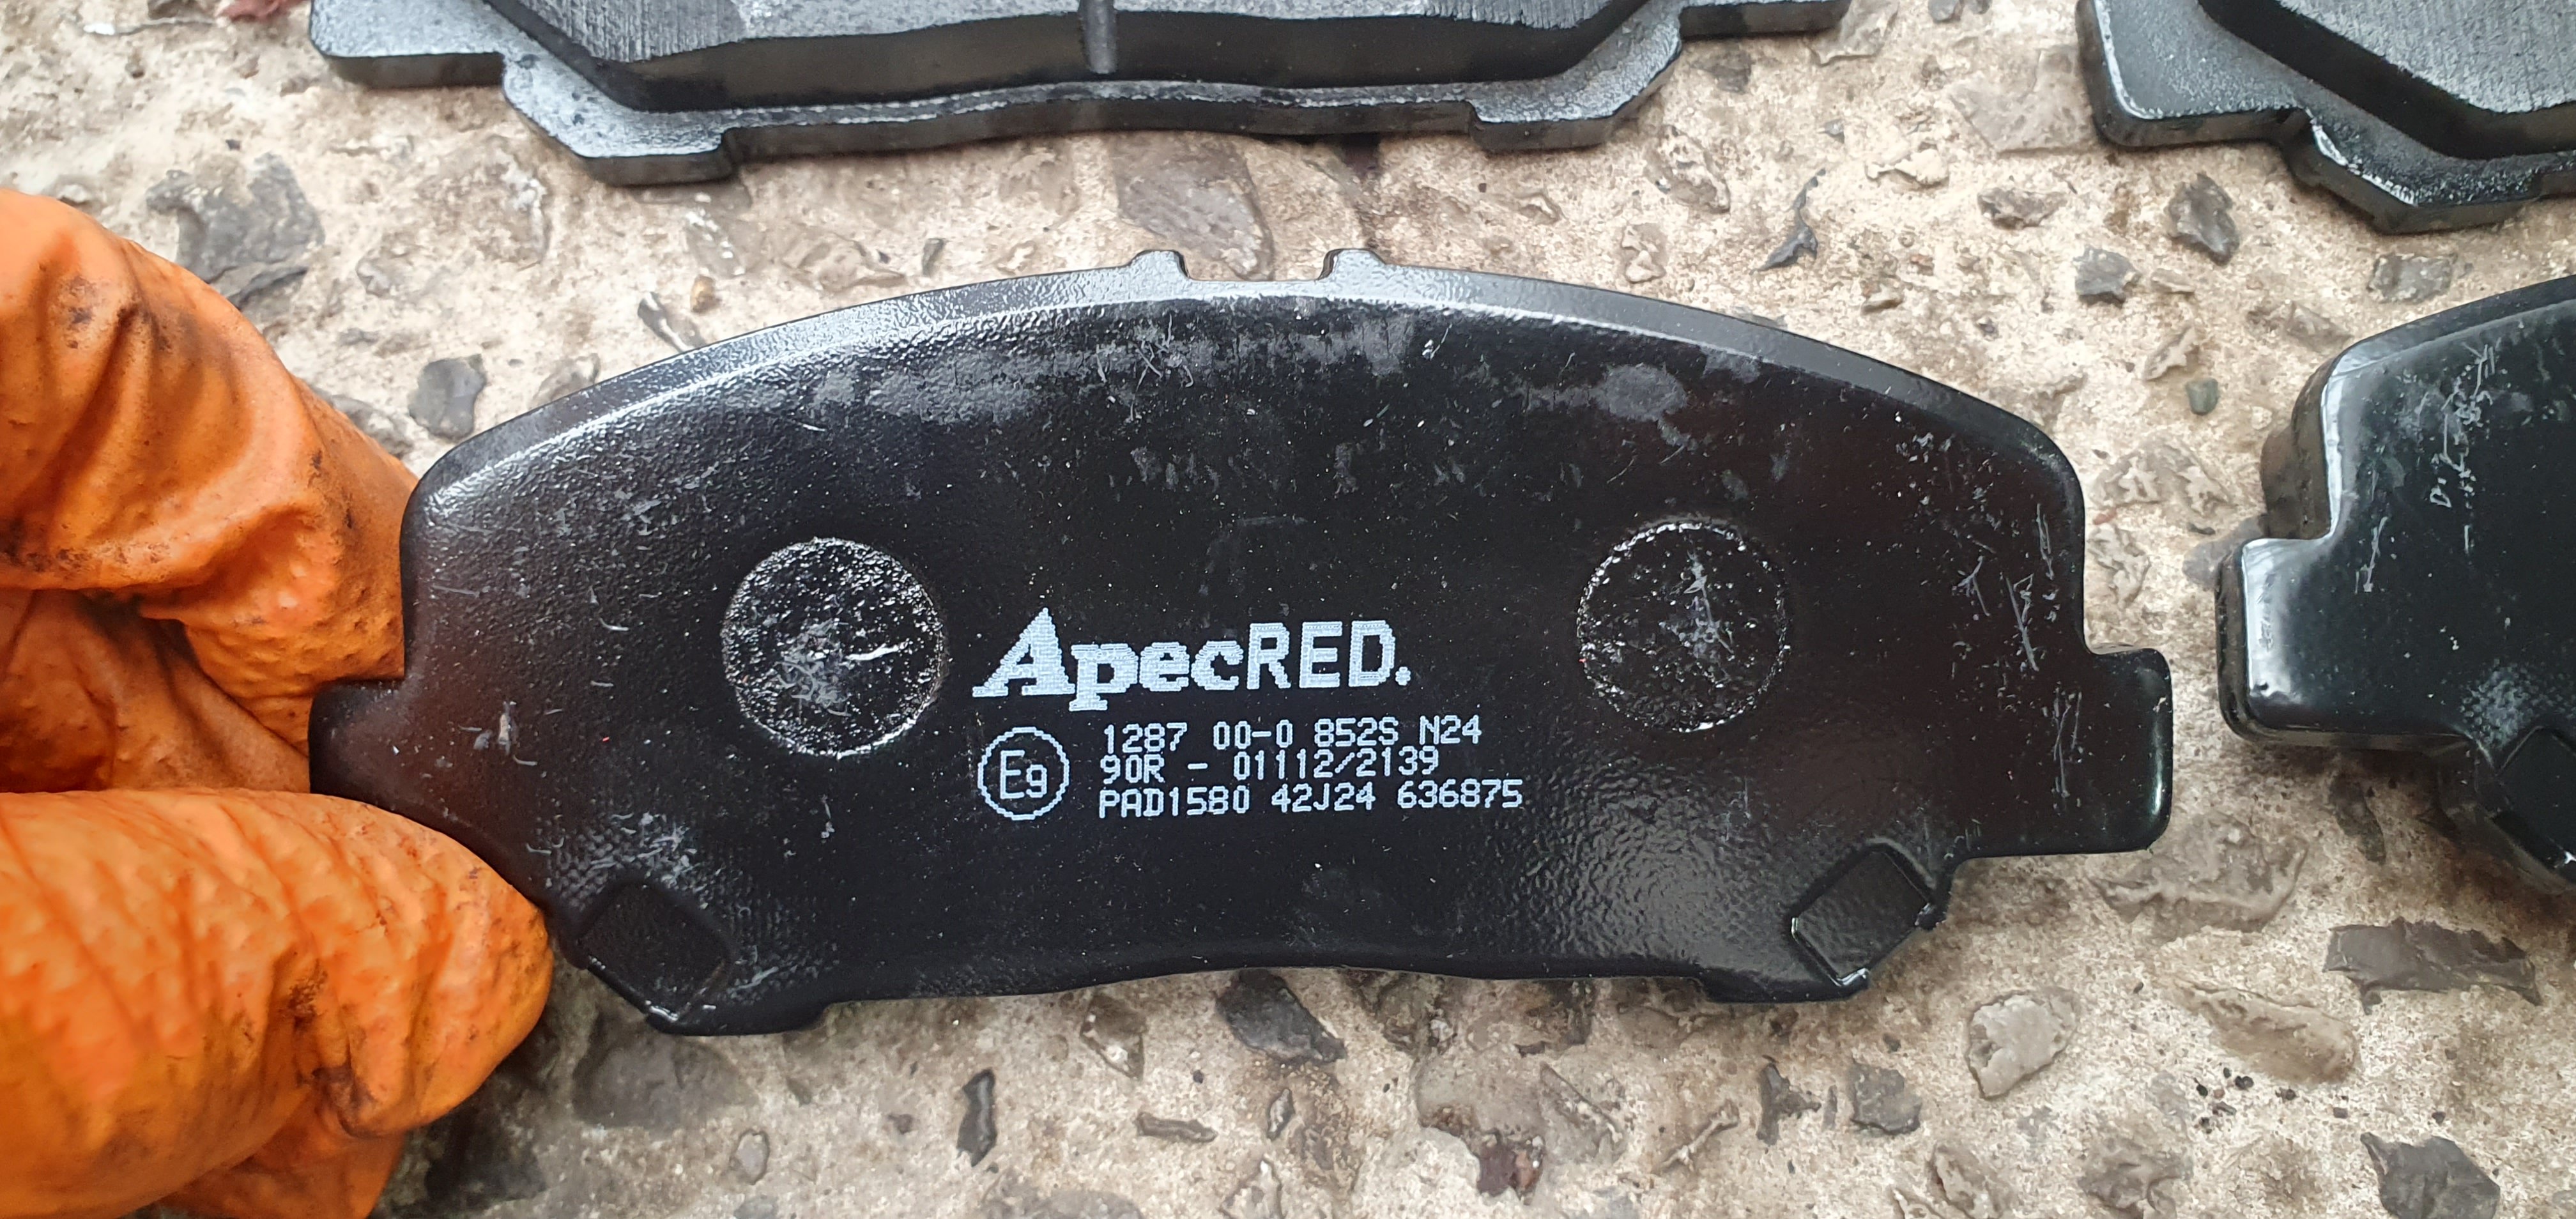 ApecRED.
E9 1287 00-0 852S N24
90R - 01112/2139
PAD1580 42J24 636875